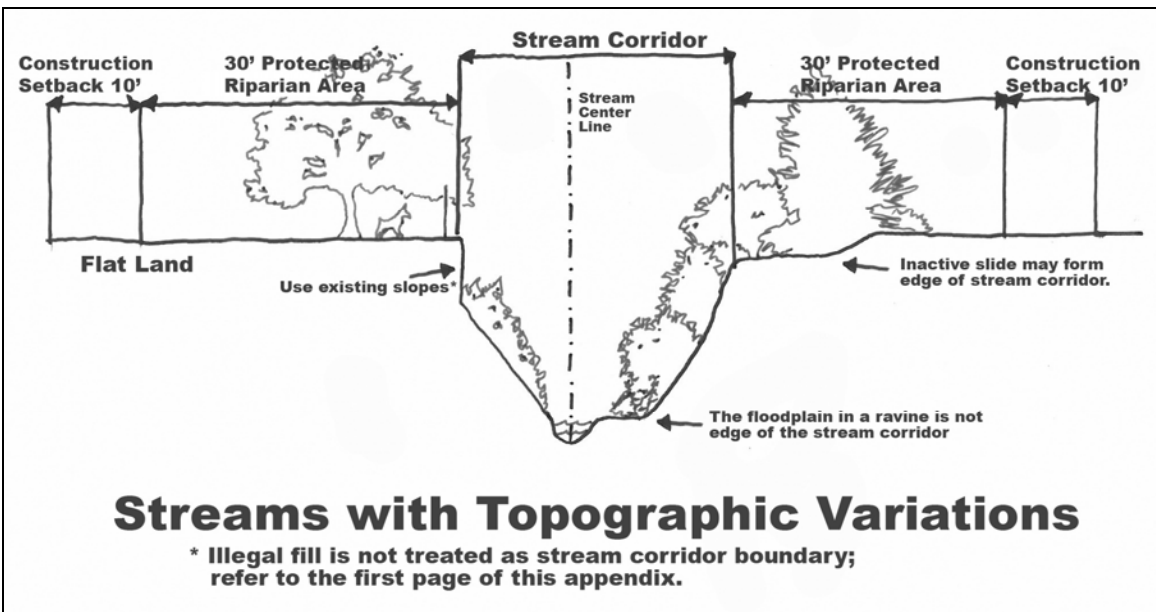 Stream Corridor
Construction
Setback 10’
30’ Protected
Riparian Area
Stream
Center
Line
30’ Protected
Riparian Area
Construction
Setback 10’
Flat Land
Use existing slopes*
Inactive slide may form
edge of stream corridor.
The floodplain in a ravine is not
edge of the stream corridor
Streams with Topographic Variations
* Illegal fill is not treated as stream corridor boundary;
refer to the first page of this appendix.